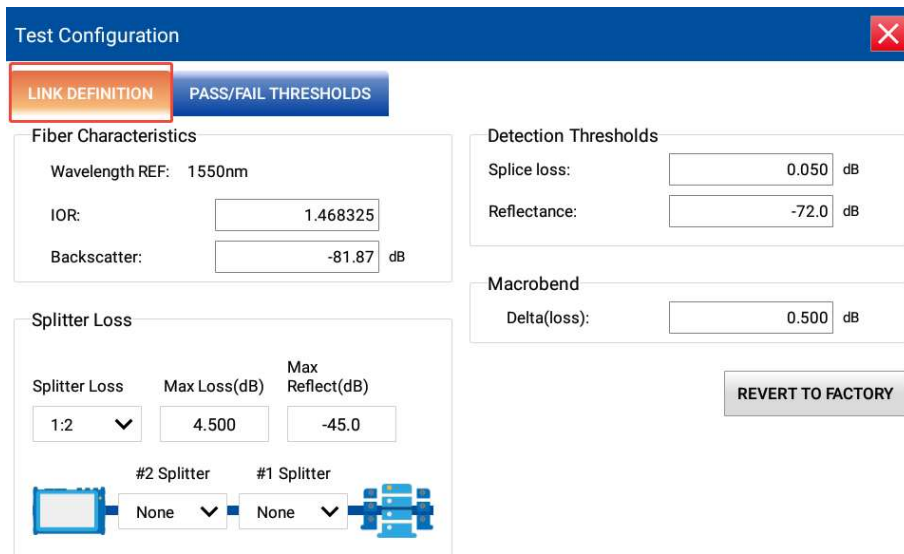 Test Configuration
LINK DEFINITION
PASS/FAIL THRESHOLDS
Fiber Characteristics
Wavelength REF: 1550nm
IOR: 1.468325
Backscatter: -81.87 dB
Splitter Loss
Splitter Loss
Max Loss(dB)
Max
Reflect(dB)
1:2
4.500
-45.0
#2 Splitter
#1 Splitter
None
None
Detection Thresholds
Splice loss: 0.050 dB
Reflectance: -72.0 dB
Macrobend
Delta(loss): 0.500 dB
REVERT TO FACTORY